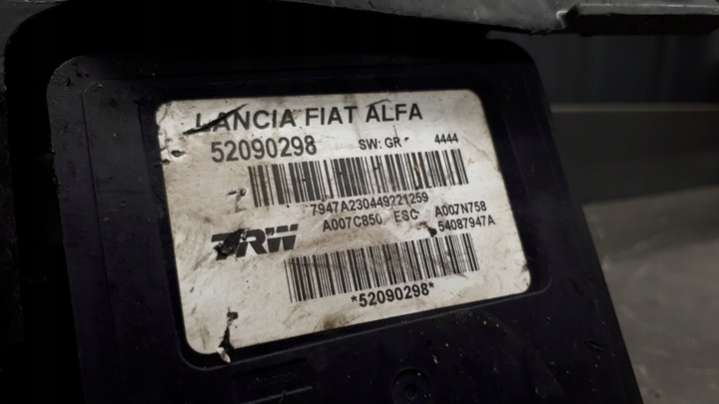 LANCIA FIAT ALFA
52090298 SW: GR 4444
7947A230449221259
A007C850 ESC A007N758
TRW 54087947A
*52090298*